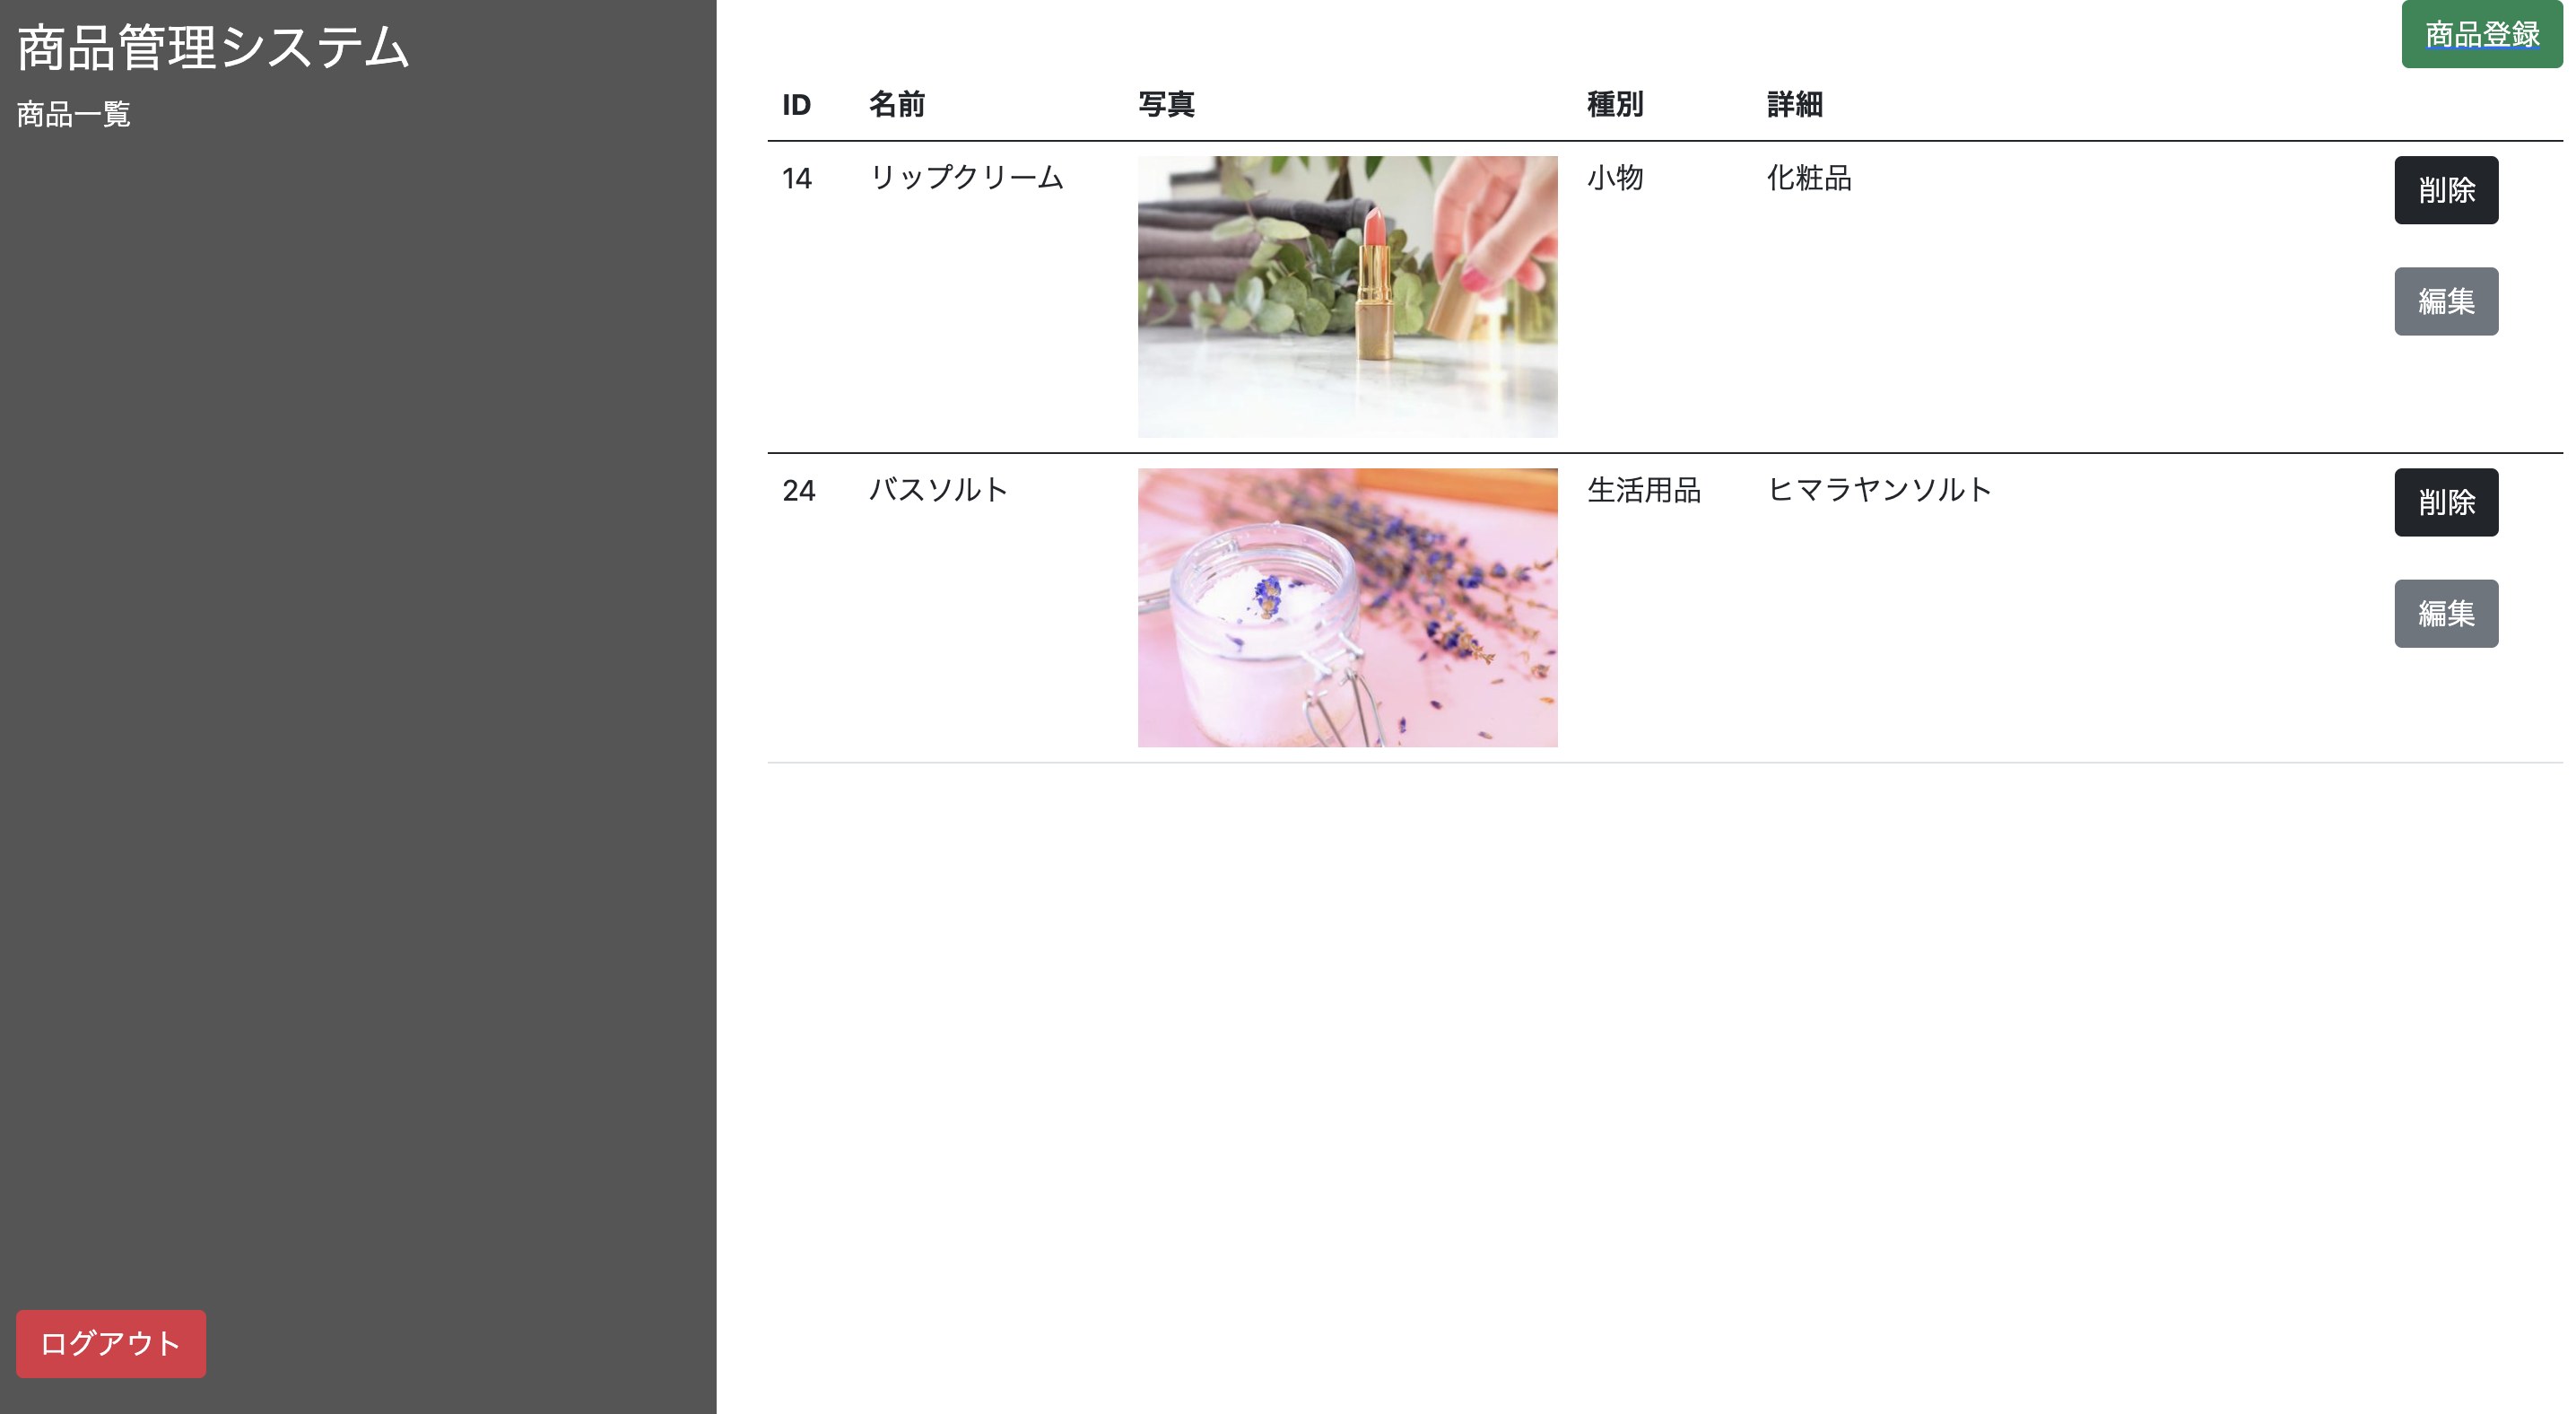 商品管理システム
商品一覧
ログアウト
商品登録
ID 名前 写真 種別 詳細
14 リップクリーム 小物 化粧品 削除
編集
24 バスソルト 生活用品 ヒマラヤンソルト 削除
編集